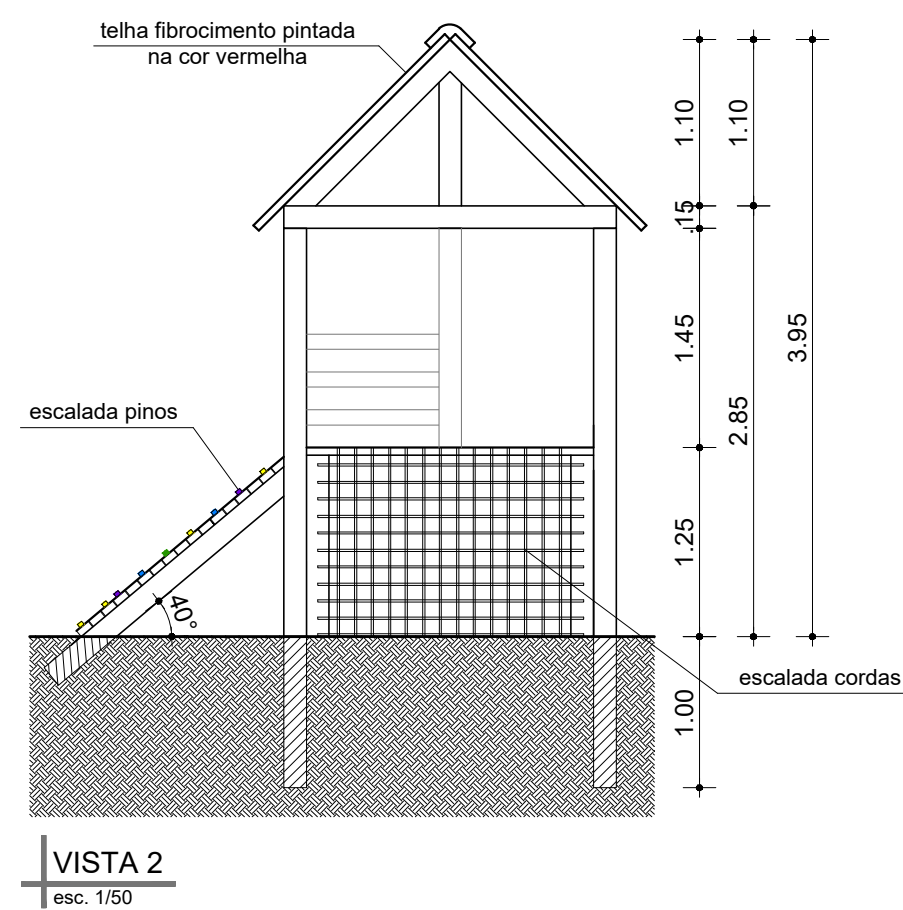 telha fibrocimento pintada
na cor vermelha
1.10
1.10
.15
1.45
3.95
2.85
escalada pinos
1.25
40°
escalada cordas
1.00
VISTA 2
esc. 1/50